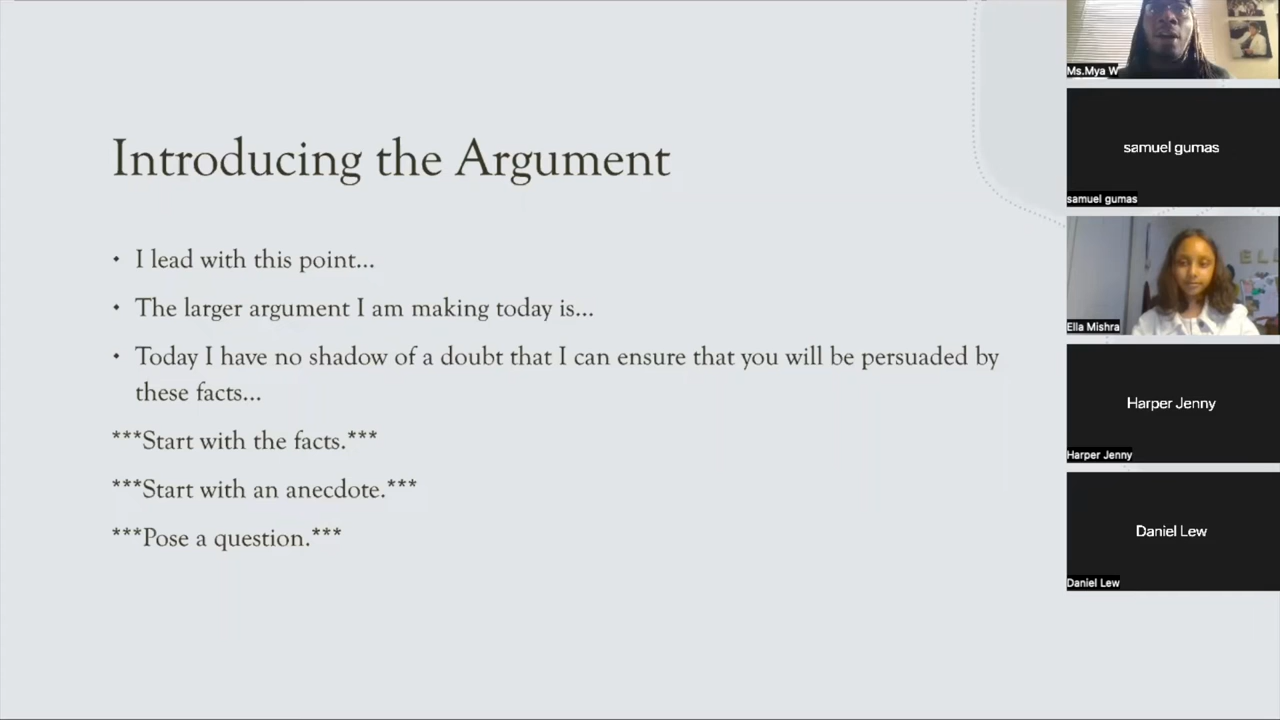 Introducing the Argument
• I lead with this point...
• The larger argument I am making today is...
• Today I have no shadow of a doubt that I can ensure that you will be persuaded by
these facts...
***Start with the facts.***
***Start with an anecdote.***
***Pose a question.***
Ms.Mya W
samuel gumas
samuel gumas
Ella Mishra
Harper Jenny
Harper Jenny
Daniel Lew
Daniel Lew